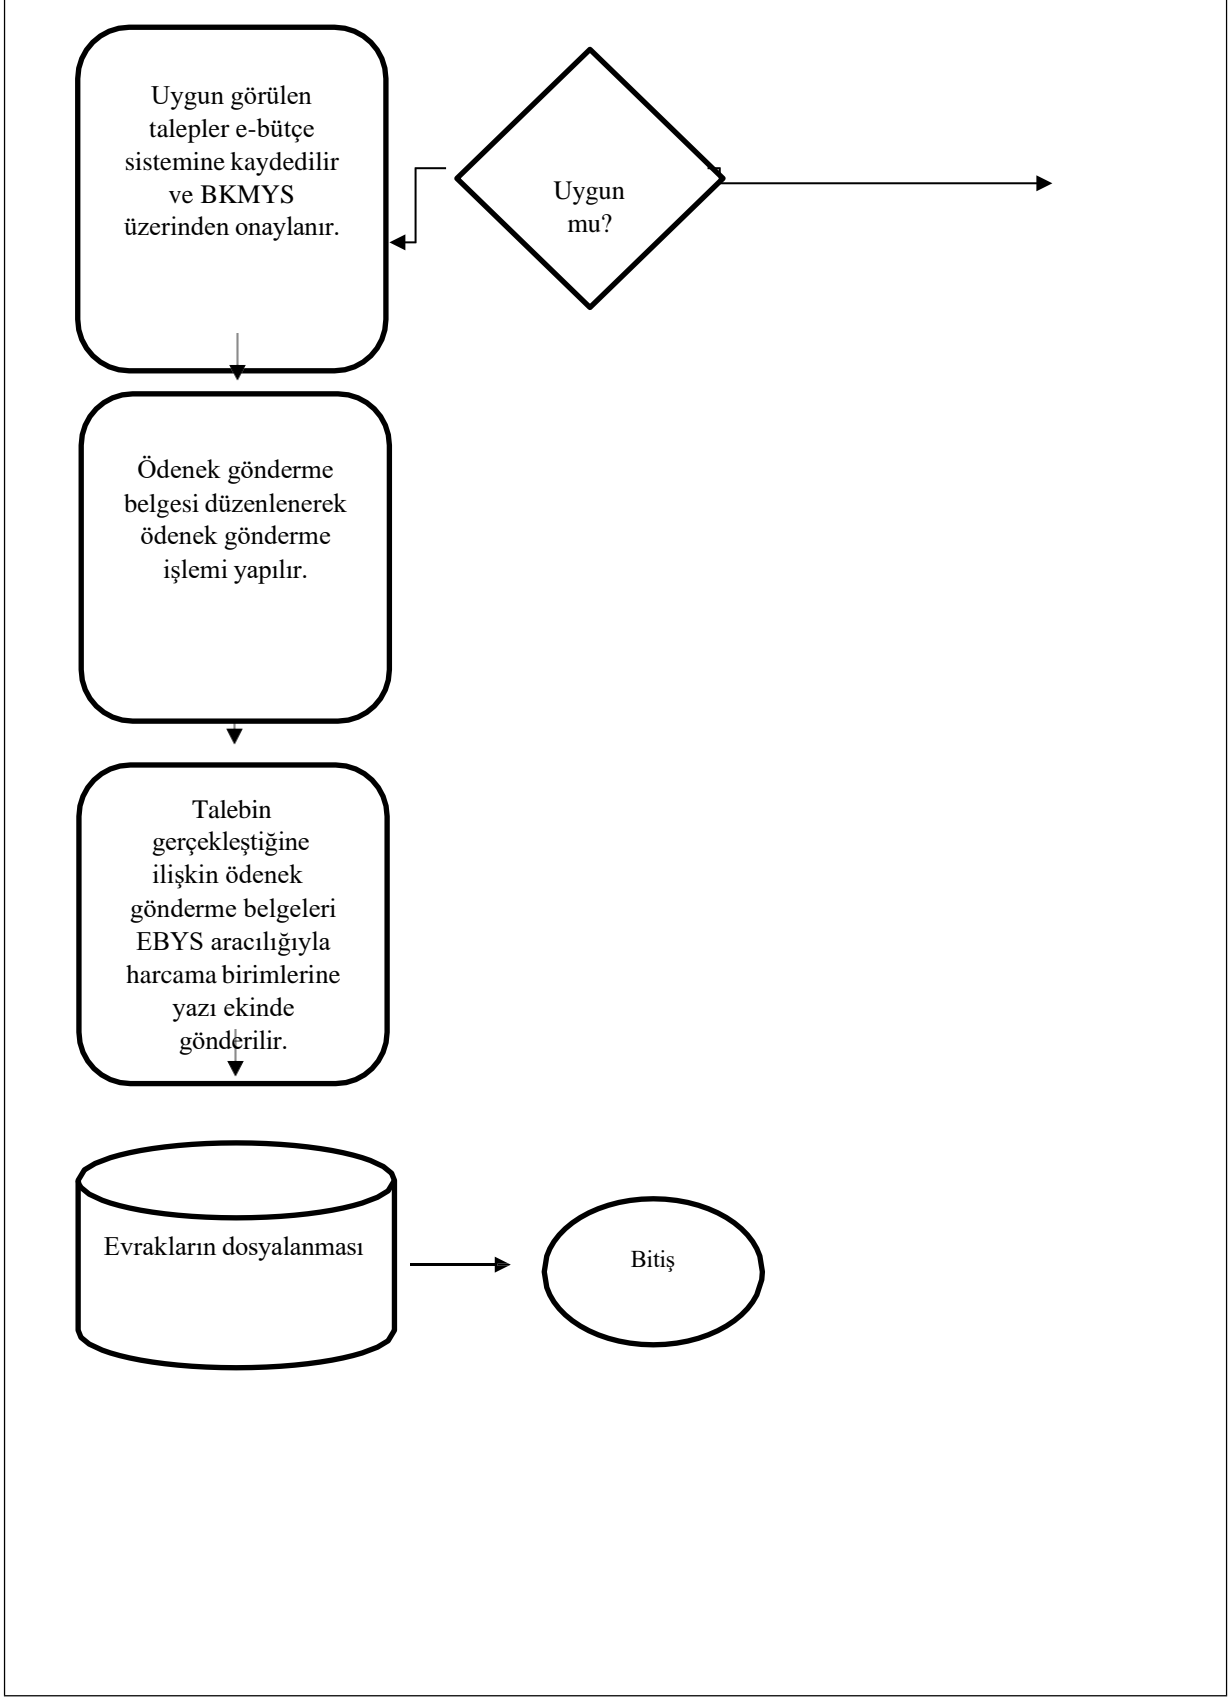 Uygun görülen
talepler e-bütçe
sistemine kaydedilir
ve BKMYS
üzerinden onaylanır.
Uygun
mu?
Ödenek gönderme
belgesi düzenlenerek
ödenek gönderme
işlemi yapılır.
Talebin
gerçekleştiğine
ilişkin ödenek
gönderme belgeleri
EBYS aracılığıyla
harcama birimlerine
yazı ekinde
gönderilir.
Evrakların dosyalanması
Bitiş